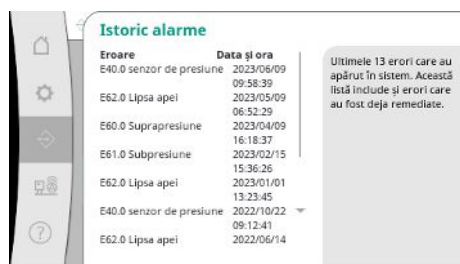 Istoric alarme
Eroare Data și ora
E40.0 senzor de presiune 2023/06/09
09:58:39
E62.0 Lipsa apei 2023/05/09
06:52:29
E60.0 Suprapresiune 2023/04/09
16:18:37
E61.0 Subpresiune 2023/02/15
15:36:26
E62.0 Lipsa apei 2023/01/01
13:23:45
E40.0 senzor de presiune 2022/10/22
09:12:41
E62.0 Lipsa apei 2022/06/14
Ultimele 13 erori care au
apărut în sistem. Această
listă include și erori care
au fost deja remediate.
?